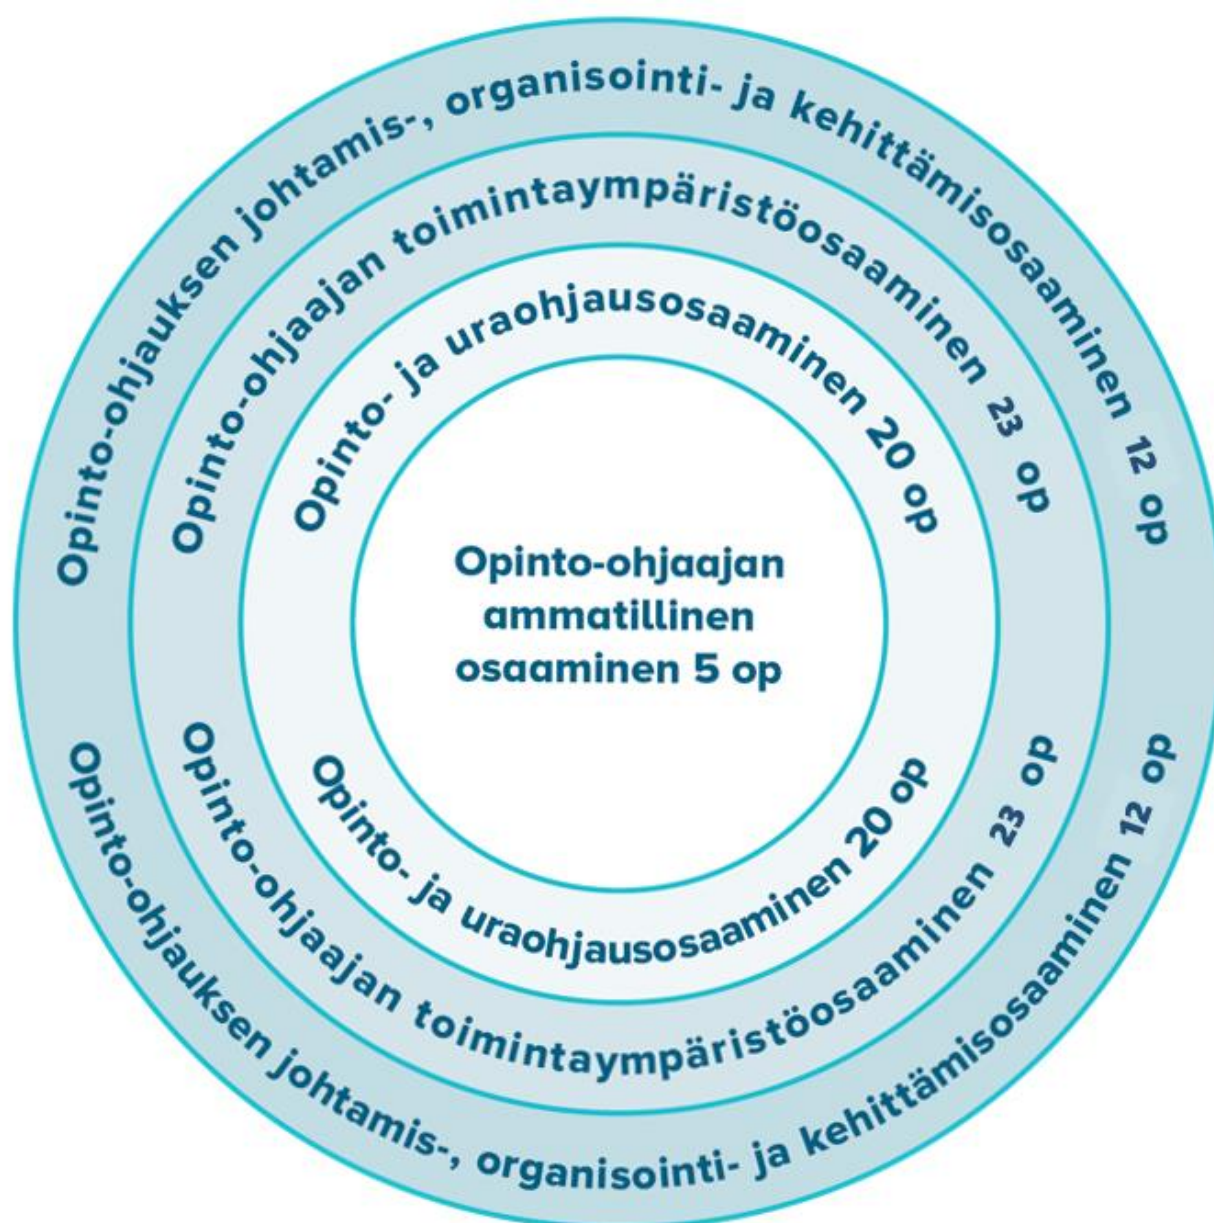 Opinto-ohjauksen johtamis-, organisointi- ja kehittämisosaaminen 12 op
Opinto-ohjaajan toimintaympäristöosaaminen 23 op
Opinto- ja uraohjausosaaminen 20 op
Opinto-ohjaajan
ammatillinen
osaaminen 5 op
Opinto- ja uraohjausosaaminen 20 op
Opinto-ohjaajan toimintaympäristöosaaminen 23 op
Opinto-ohjauksen johtamis-, organisointi- ja kehittämisosaaminen 12 op